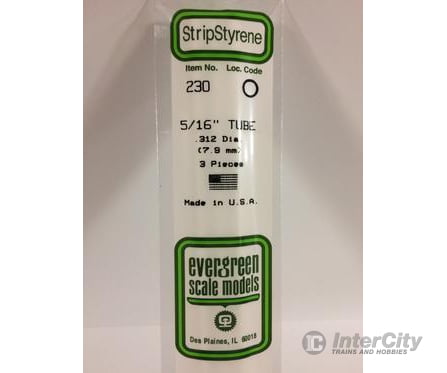 StripStyrene
Item No. Loc. Code
230
5/16" TUBE
.312 Dia.
(7.9 mm)
3 Pieces
Made in U.S.A.
evergreen
scale models
Des Plaines, IL 60018
IC InterCity
TRAINS AND HOBBIES